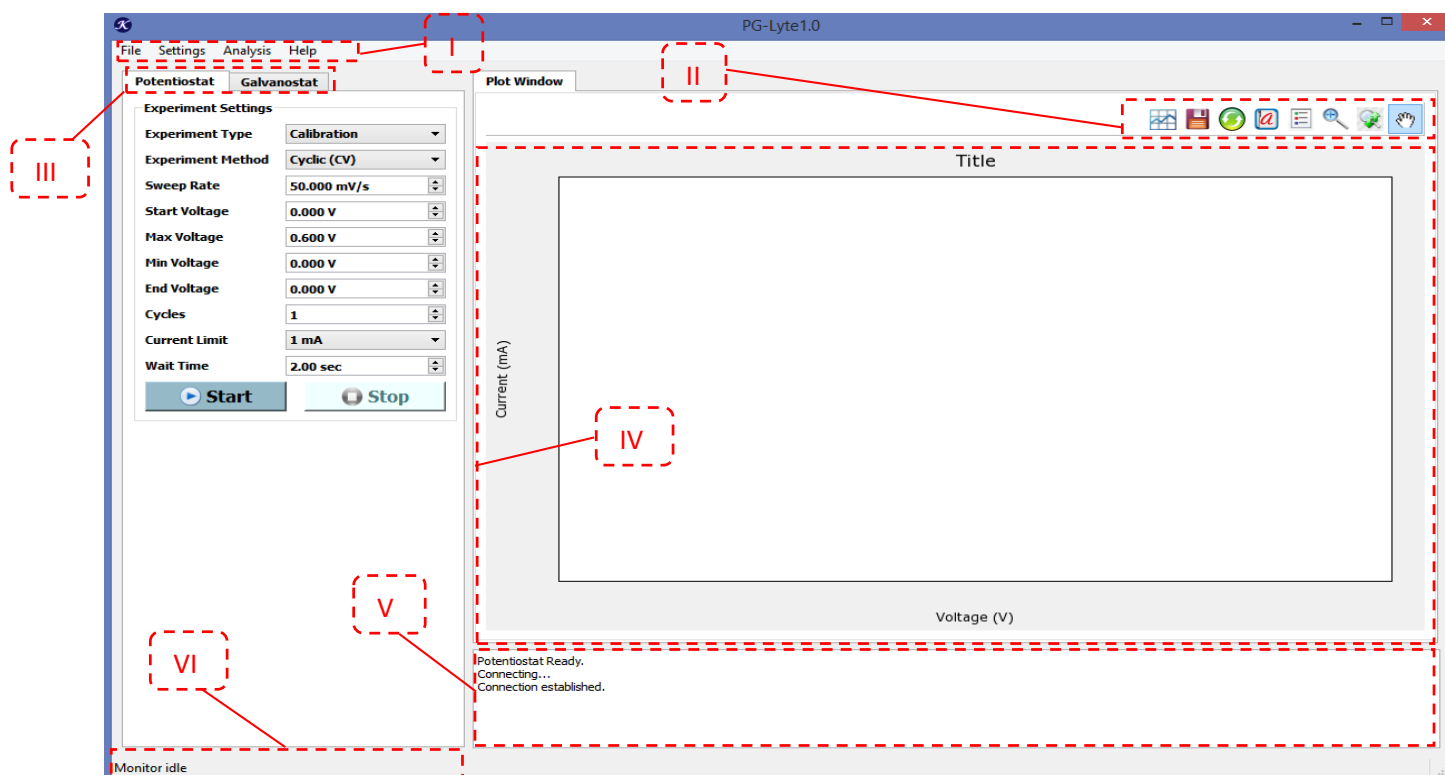 PG-Lyte1.0
File Settings Analysis Help
I
II
III
Potentiostat Galvanostat
Plot Window
Experiment Settings
Experiment Type Calibration
Experiment Method Cyclic (CV)
Sweep Rate 50.000 mV/s
Start Voltage 0.000 V
Max Voltage 0.600 V
Min Voltage 0.000 V
End Voltage 0.000 V
Cycles 1
Current Limit 1 mA
Wait Time 2.00 sec
Start Stop
a
Title
Current (mA)
IV
Voltage (V)
V
VI
Potentiostat Ready.
Connecting...
Connection established.
Monitor idle